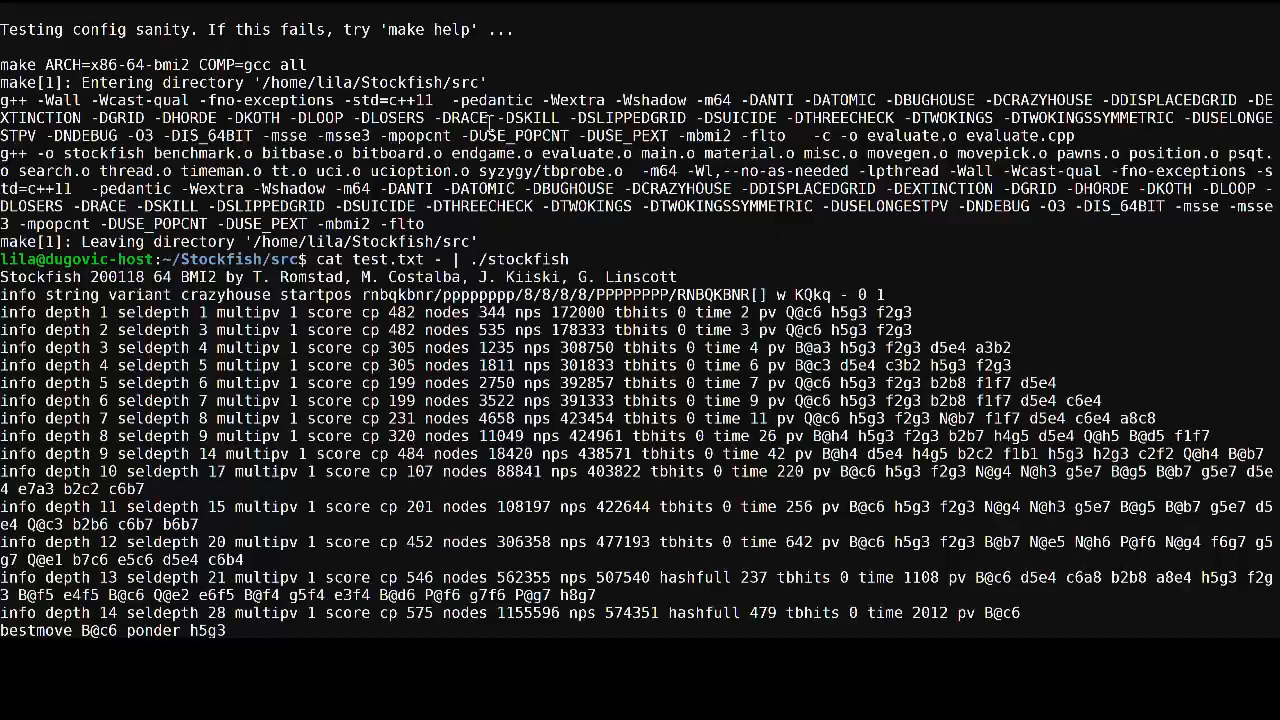 Testing config sanity. If this fails, try 'make help' ...
make ARCH=x86-64-bmi2 COMP=gcc all
make[1]: Entering directory '/home/lila/Stockfish/src'
g++ -Wall -Wcast-qual -fno-exceptions -std=c++11  -pedantic -Wextra -Wshadow -m64 -DANTI -DATOMIC -DBUGHOUSE -DCRAZYHOUSE -DDISPLACEDGRID -DE
XTINCTION -DGRID -DHORDE -DKOTH -DLOOP -DLOSERS -DRACE -DSKILL -DSLIPPEDGRID -DSUICIDE -DTHREECHECK -DTWOKINGS -DTWOKINGSSYMMETRIC -DUSELONGE
STPV -DNDEBUG -O3 -DIS_64BIT -msse -msse3 -mpopcnt -DUSE_POPCNT -DUSE_PEXT -mbmi2 -flto   -c -o evaluate.o evaluate.cpp
g++ -o stockfish benchmark.o bitbase.o bitboard.o endgame.o evaluate.o main.o material.o misc.o movegen.o movepick.o pawns.o position.o psqt.
o search.o thread.o timeman.o tt.o uci.o ucioption.o syzygy/tbprobe.o  -m64 -Wl,--no-as-needed -lpthread -Wall -Wcast-qual -fno-exceptions -s
td=c++11  -pedantic -Wextra -Wshadow -m64 -DANTI -DATOMIC -DBUGHOUSE -DCRAZYHOUSE -DDISPLACEDGRID -DEXTINCTION -DGRID -DHORDE -DKOTH -DLOOP -
DLOSERS -DRACE -DSKILL -DSLIPPEDGRID -DSUICIDE -DTHREECHECK -DTWOKINGS -DTWOKINGSSYMMETRIC -DUSELONGESTPV -DNDEBUG -O3 -DIS_64BIT -msse -msse
3 -mpopcnt -DUSE_POPCNT -DUSE_PEXT -mbmi2 -flto
make[1]: Leaving directory '/home/lila/Stockfish/src'
lila@dugovic-host:~/Stockfish/src$ cat test.txt - | ./stockfish
Stockfish 200118 64 BMI2 by T. Romstad, M. Costalba, J. Kiiski, G. Linscott
info string variant crazyhouse startpos rnbqkbnr/pppppppp/8/8/8/8/PPPPPPPP/RNBQKBNR[] w KQkq - 0 1
info depth 1 seldepth 1 multipv 1 score cp 482 nodes 344 nps 172000 tbhits 0 time 2 pv Q@c6 h5g3 f2g3
info depth 2 seldepth 3 multipv 1 score cp 482 nodes 535 nps 178333 tbhits 0 time 3 pv Q@c6 h5g3 f2g3
info depth 3 seldepth 4 multipv 1 score cp 305 nodes 1235 nps 308750 tbhits 0 time 4 pv B@a3 h5g3 f2g3 d5e4 a3b2
info depth 4 seldepth 5 multipv 1 score cp 305 nodes 1811 nps 301833 tbhits 0 time 6 pv B@c3 d5e4 c3b2 h5g3 f2g3
info depth 5 seldepth 6 multipv 1 score cp 199 nodes 2750 nps 392857 tbhits 0 time 7 pv Q@c6 h5g3 f2g3 b2b8 f1f7 d5e4
info depth 6 seldepth 7 multipv 1 score cp 199 nodes 3522 nps 391333 tbhits 0 time 9 pv Q@c6 h5g3 f2g3 b2b8 f1f7 d5e4 c6e4
info depth 7 seldepth 8 multipv 1 score cp 231 nodes 4658 nps 423454 tbhits 0 time 11 pv Q@c6 h5g3 f2g3 N@b7 f1f7 d5e4 c6e4 a8c8
info depth 8 seldepth 9 multipv 1 score cp 320 nodes 11049 nps 424961 tbhits 0 time 26 pv B@h4 h5g3 f2g3 b2b7 h4g5 d5e4 Q@h5 B@d5 f1f7
info depth 9 seldepth 14 multipv 1 score cp 484 nodes 18420 nps 438571 tbhits 0 time 42 pv B@h4 d5e4 h4g5 b2c2 f1b1 h5g3 h2g3 c2f2 Q@h4 B@b7
info depth 10 seldepth 17 multipv 1 score cp 107 nodes 88841 nps 403822 tbhits 0 time 220 pv B@c6 h5g3 f2g3 N@g4 N@h3 g5e7 B@g5 B@b7 g5e7 d5e
4 e7a3 b2c2 c6b7
info depth 11 seldepth 15 multipv 1 score cp 201 nodes 108197 nps 422644 tbhits 0 time 256 pv B@c6 h5g3 f2g3 N@g4 N@h3 g5e7 B@g5 B@b7 g5e7 d5
e4 Q@c3 b2b6 c6b7 b6b7
info depth 12 seldepth 20 multipv 1 score cp 452 nodes 306358 nps 477193 tbhits 0 time 642 pv B@c6 h5g3 f2g3 B@b7 N@e5 N@h6 P@f6 N@g4 f6g7 g5
g7 Q@e1 b7c6 e5c6 d5e4 c6b4
info depth 13 seldepth 21 multipv 1 score cp 546 nodes 562355 nps 507540 hashfull 237 tbhits 0 time 1108 pv B@c6 d5e4 c6a8 b2b8 a8e4 h5g3 f2g
3 B@f5 e4f5 B@c6 Q@e2 e6f5 B@f4 g5f4 e3f4 B@d6 P@f6 g7f6 P@g7 h8g7
info depth 14 seldepth 28 multipv 1 score cp 575 nodes 1155596 nps 574351 hashfull 479 tbhits 0 time 2012 pv B@c6
bestmove B@c6 ponder h5g3